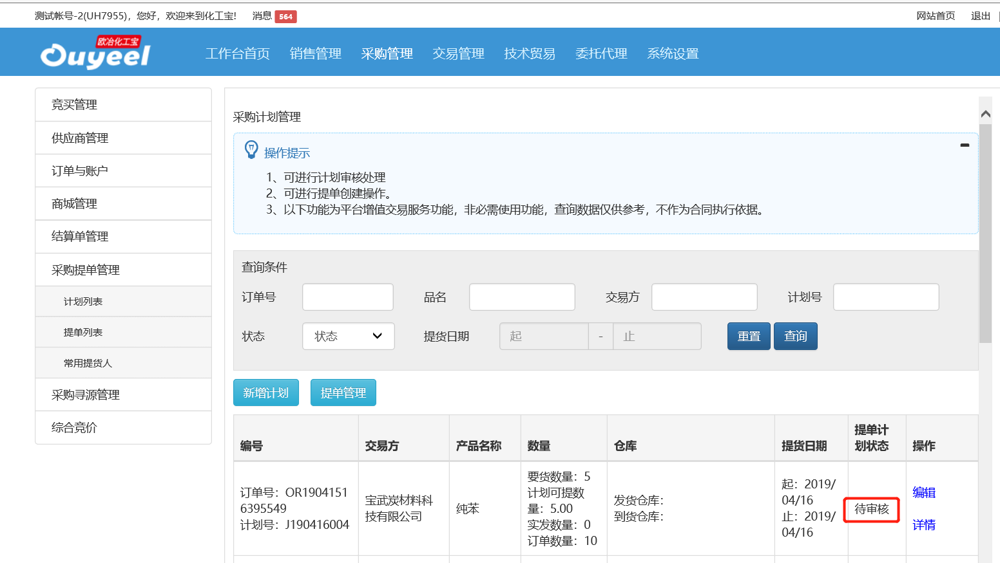 测试帐号-2(UH7955)，您好，欢迎来到化工宝! 消息 564 网站首页 退出
欧冶化工宝
Ouyeel
工作台首页 销售管理 采购管理 交易管理 技术贸易 委托代理 系统设置
竞买管理
供应商管理
订单与账户
商城管理
结算单管理
采购提单管理
计划列表
提单列表
常用提货人
采购寻源管理
综合竞价
采购计划管理
操作提示
1、可进行计划审核处理
2、可进行提单创建操作。
3、以下功能为平台增值交易服务功能，非必需使用功能，查询数据仅供参考，不作为合同执行依据。
查询条件
订单号 品名 交易方 计划号
状态 状态 提货日期 起 - 止 重置 查询
新增计划 提单管理
编号 交易方 产品名称 数量 仓库 提货日期 提单计
划状态 操作
订单号：OR1904151
6395549
计划号：J190416004
宝武炭材料科
技有限公司
纯苯
要货数量：5
计划可提数
量：5.00
实发数量：0
订单数量：10
发货仓库：
到货仓库：
起：2019/
04/16
止：2019/
04/16
待审核
编辑
详情